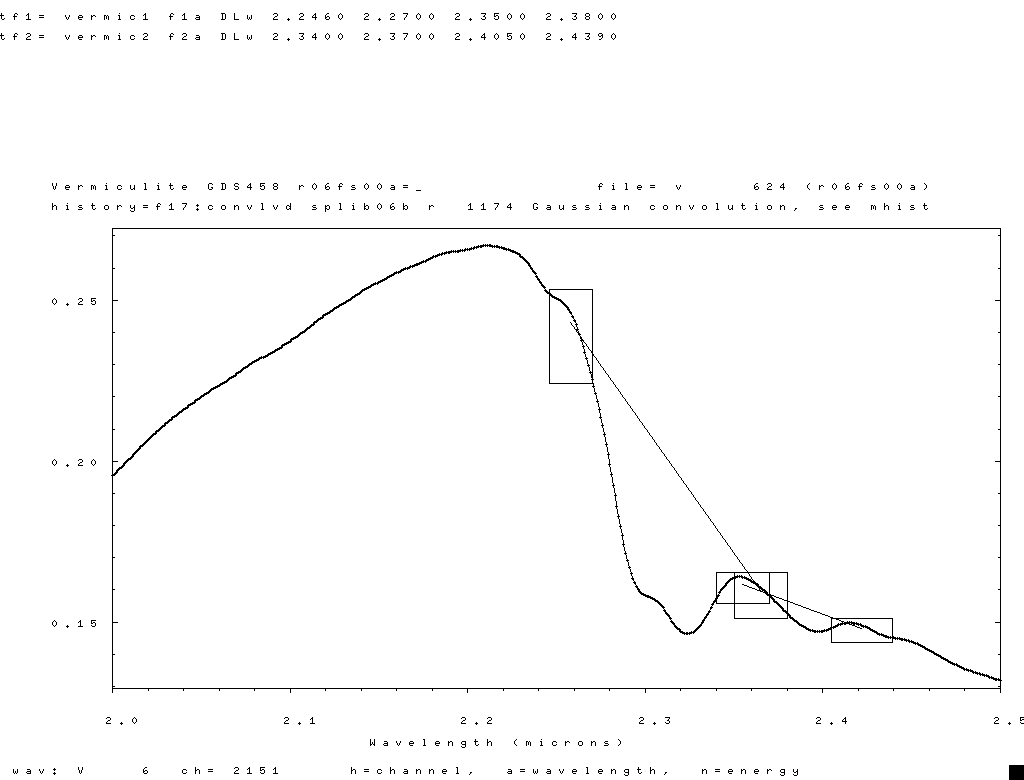 tf1= vermic1 f1a DLw 2.2460 2.2700 2.3500 2.3800
tf2= vermic2 f2a DLw 2.3400 2.3700 2.4050 2.4390
Vermiculite GDS458 r06fs00a=_ file= v 624 (r06fs00a)
history=f17:convlvd splib06b r 1174 Gaussian convolution, see mhist
0.25
0.20
0.15
2.0 2.1 2.2 2.3 2.4 2.5
Wavelength (microns)
wav: V 6 ch= 2151 h=channel, a=wavelength, n=energy